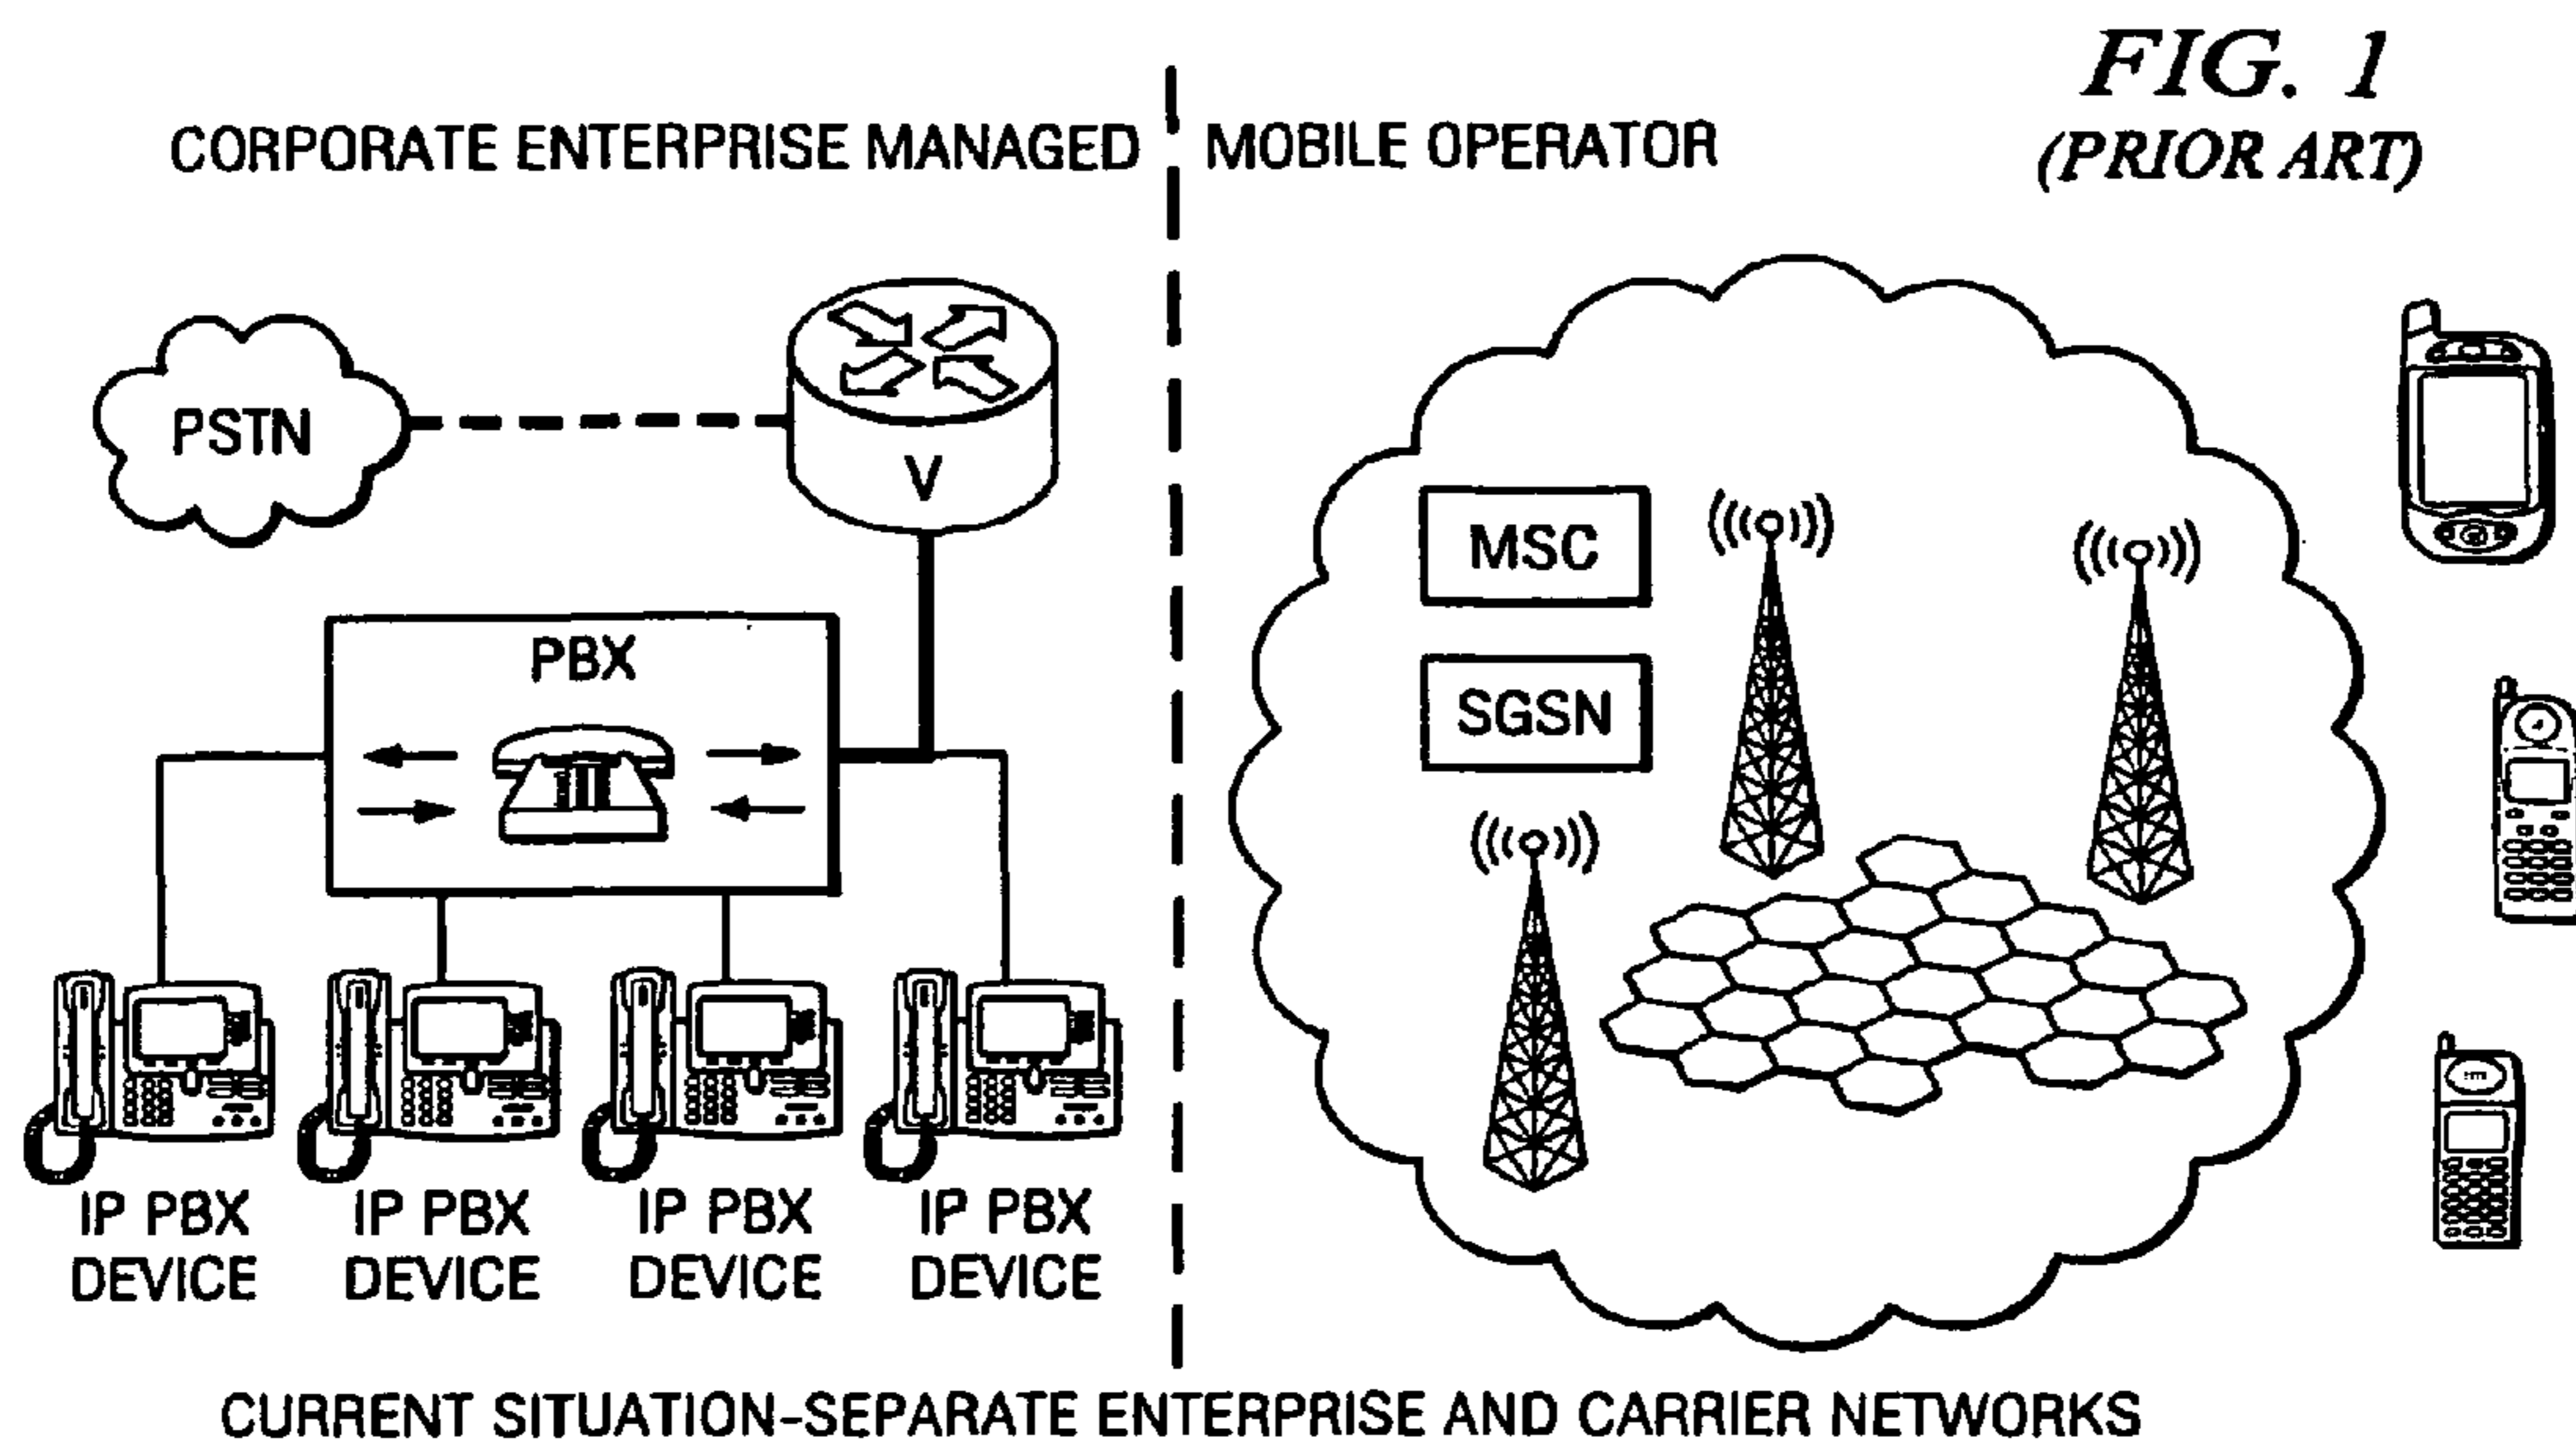 FIG. 1
(PRIOR ART)
CORPORATE ENTERPRISE MANAGED
MOBILE OPERATOR
PSTN
V
MSC
SGSN
PBX
IP PBX
DEVICE
IP PBX
DEVICE
IP PBX
DEVICE
IP PBX
DEVICE
CURRENT SITUATION-SEPARATE ENTERPRISE AND CARRIER NETWORKS